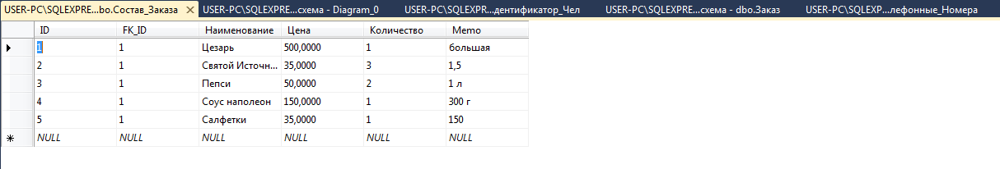 USER-PC\SQLEXPRE...bo.Состав_Заказа USER-PC\SQLEXPRE...схема - Diagram_0 USER-PC\SQLEXPR...дентификатор_Чел USER-PC\SQLEXPRE...схема - dbo.Заказ USER-PC\SQLEXP...лефонные_Номера
ID FK_ID Наименование Цена Количество Memo
1 1 Цезарь 500,0000 1 большая
2 1 Святой Источн... 35,0000 3 1,5
3 1 Пепси 50,0000 2 1 л
4 1 Соус наполеон 150,0000 1 300 г
5 1 Салфетки 35,0000 1 150
NULL NULL NULL NULL NULL NULL